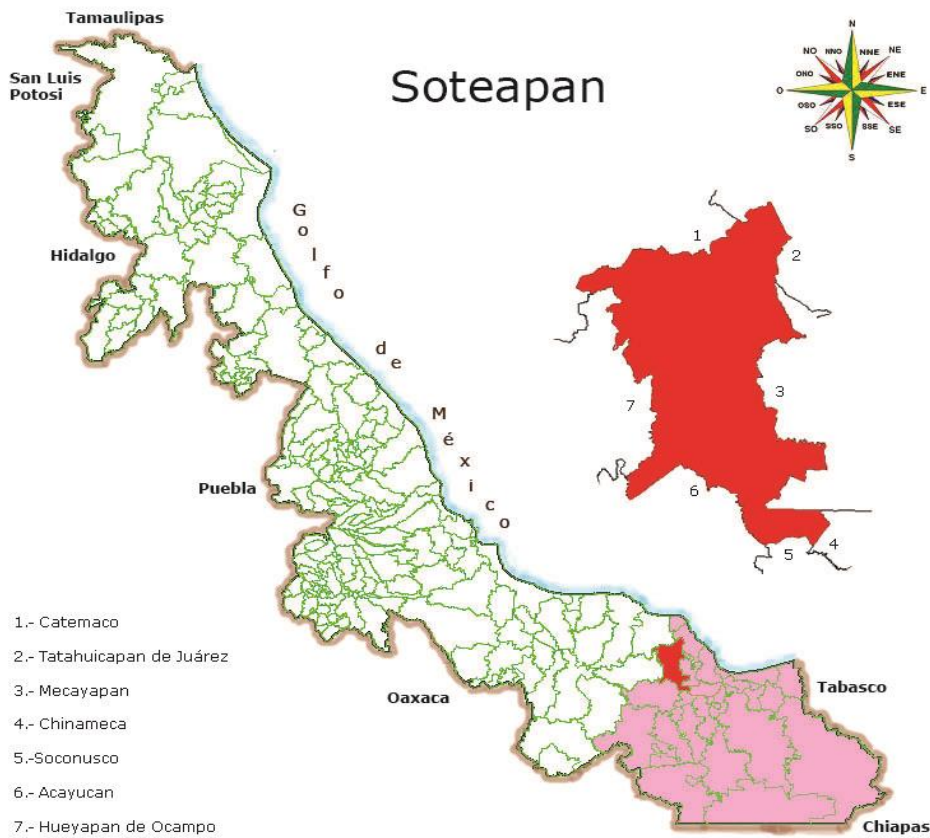 Tamaulipas
San Luis
Potosi
Soteapan
N
NNO
NNE
NO
NE
ONO
ENE
O
E
OSO
ESE
SO
SSO
SSE
SE
S
Hidalgo
Golfo de México
1
2
3
7
6
4
5
Puebla
Oaxaca
Tabasco
Chiapas
1.- Catemaco
2.- Tatahuicapan de Juárez
3.- Mecayapan
4.- Chinameca
5.-Soconusco
6.- Acayucan
7.- Hueyapan de Ocampo